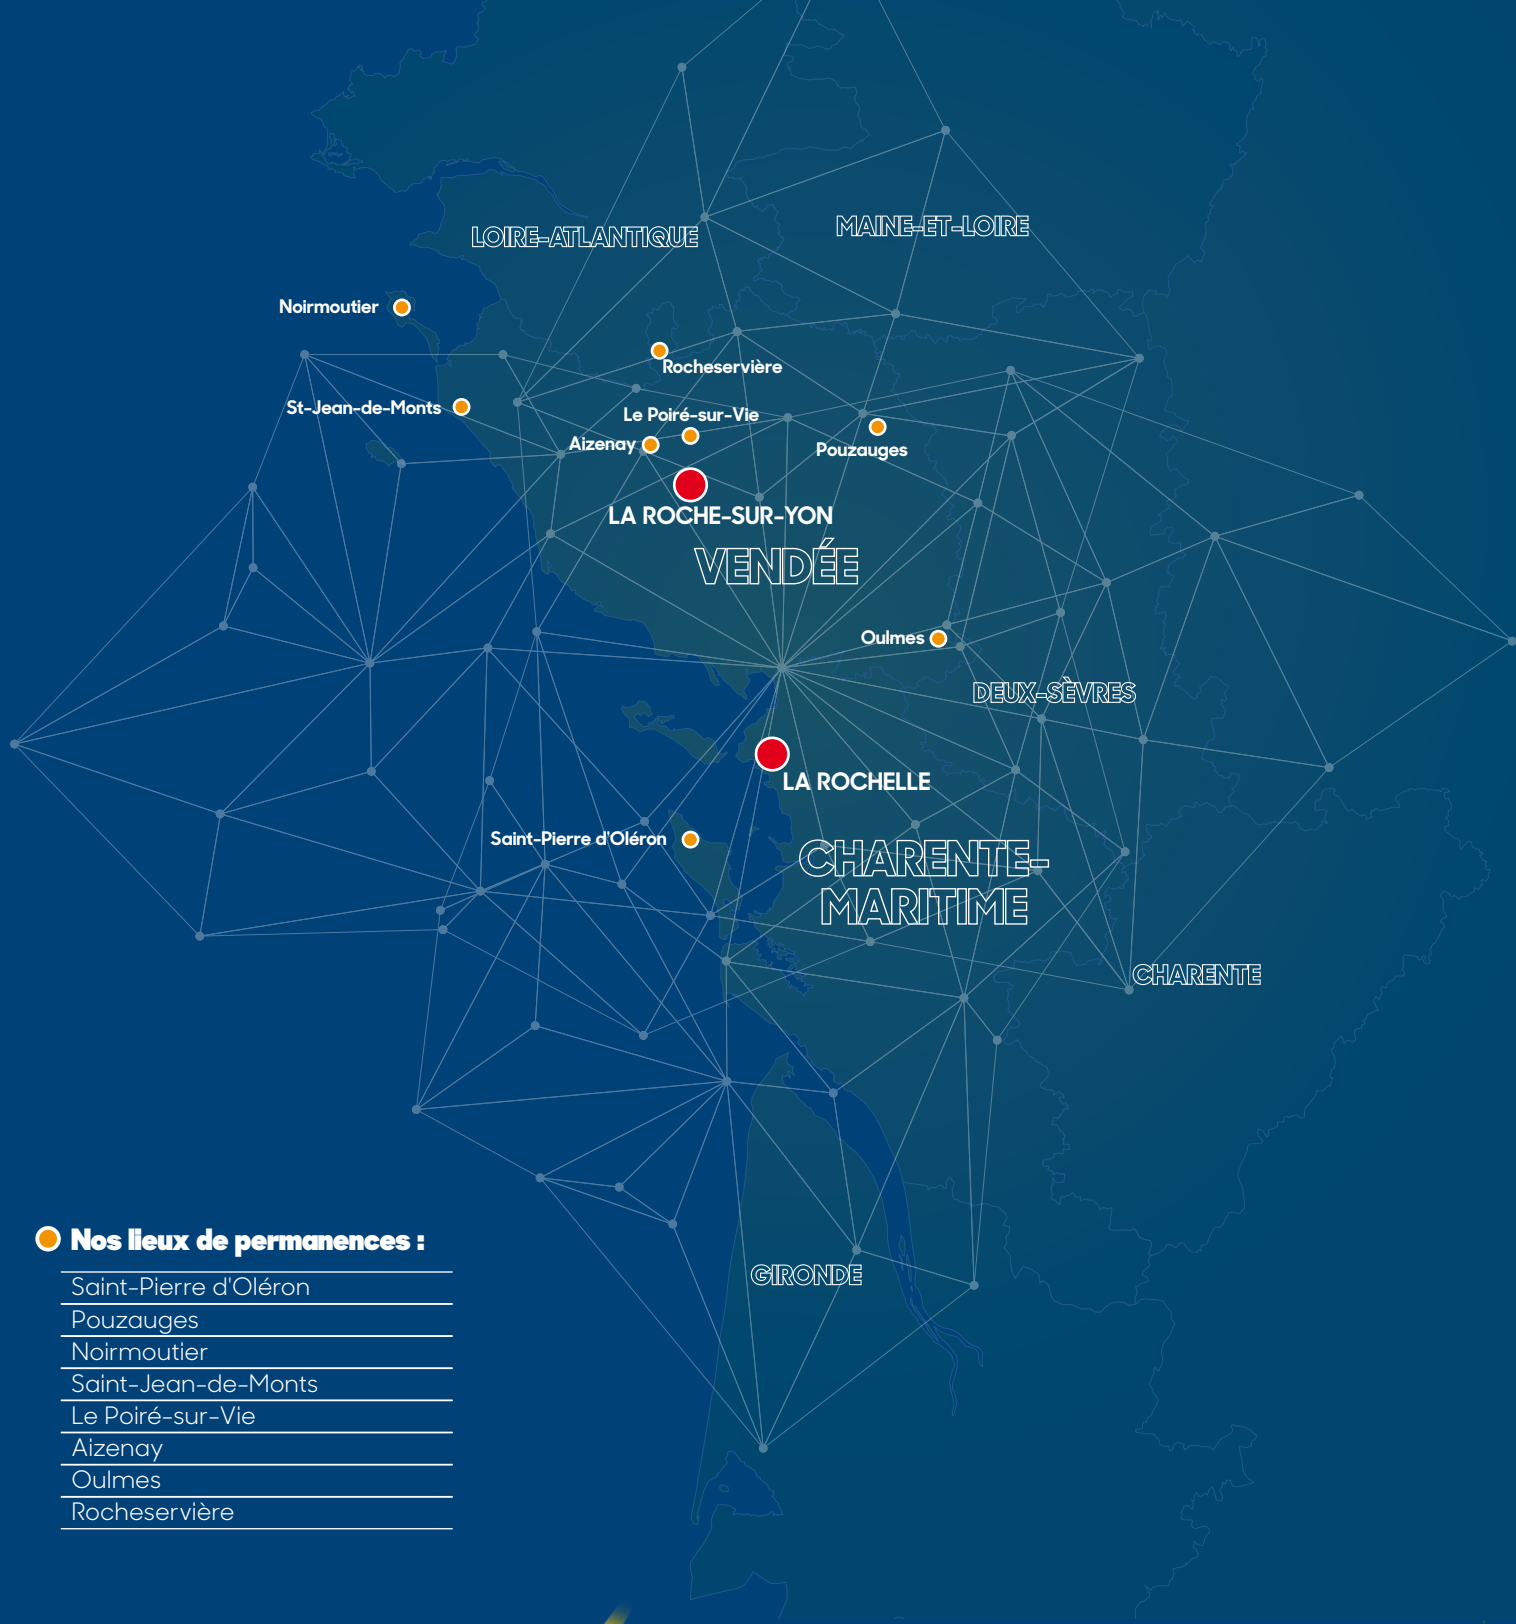 LOIRE-ATLANTIQUE
MAINE-ET-LOIRE
Noirmoutier
Rocheservière
St-Jean-de-Monts
Le Poiré-sur-Vie
Aizenay
Pouzauges
LA ROCHE-SUR-YON
VENDÉE
Oulmes
DEUX-SÈVRES
LA ROCHELLE
Saint-Pierre d'Oléron
CHARENTE-
MARITIME
CHARENTE
GIRONDE
Nos lieux de permanences :
Saint-Pierre d'Oléron
Pouzauges
Noirmoutier
Saint-Jean-de-Monts
Le Poiré-sur-Vie
Aizenay
Oulmes
Rocheservière